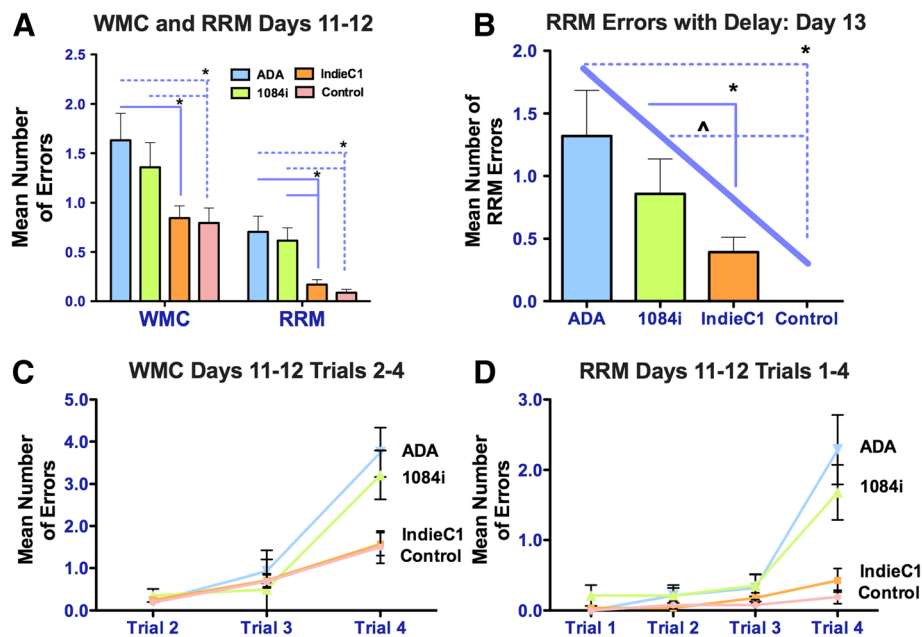 A
WMC and RRM Days 11-12
Mean Number
of Errors
2.5
2.0
1.5
1.0
0.5
0.0
ADA
IndieC1
1084i
Control
*
*
*
*
WMC
RRM
B
RRM Errors with Delay: Day 13
Mean Number of
RRM Errors
2.0
1.5
1.0
0.5
0.0
*
*
^
ADA
1084i
IndieC1
Control
C
WMC Days 11-12 Trials 2-4
Mean Number
of Errors
5.0
4.0
3.0
2.0
1.0
0.0
ADA
1084i
IndieC1
Control
Trial 2
Trial 3
Trial 4
D
RRM Days 11-12 Trials 1-4
Mean Number
of Errors
3.0
2.0
1.0
0.0
ADA
1084i
IndieC1
Control
Trial 1
Trial 2
Trial 3
Trial 4